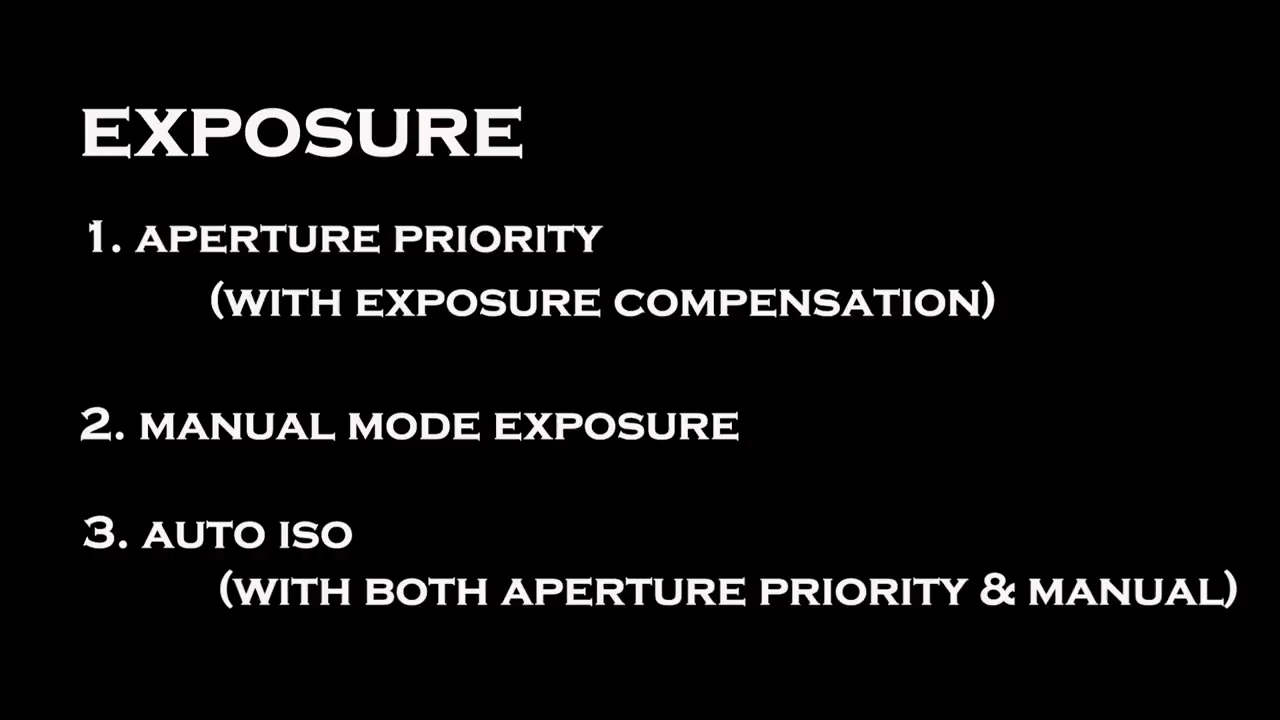 EXPOSURE
1. APERTURE PRIORITY
(WITH EXPOSURE COMPENSATION)
2. MANUAL MODE EXPOSURE
3. AUTO ISO
(WITH BOTH APERTURE PRIORITY & MANUAL)